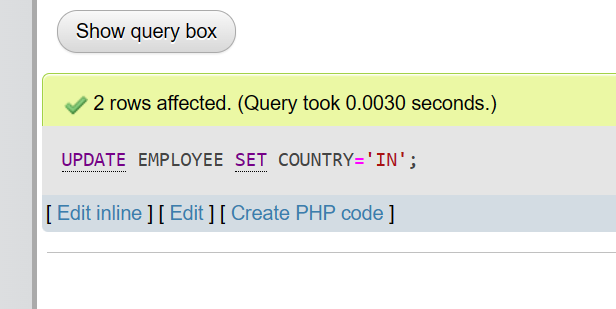 Show query box
2 rows affected. (Query took 0.0030 seconds.)
UPDATE EMPLOYEE SET COUNTRY='IN';
[ Edit inline ] [ Edit ] [ Create PHP code ]